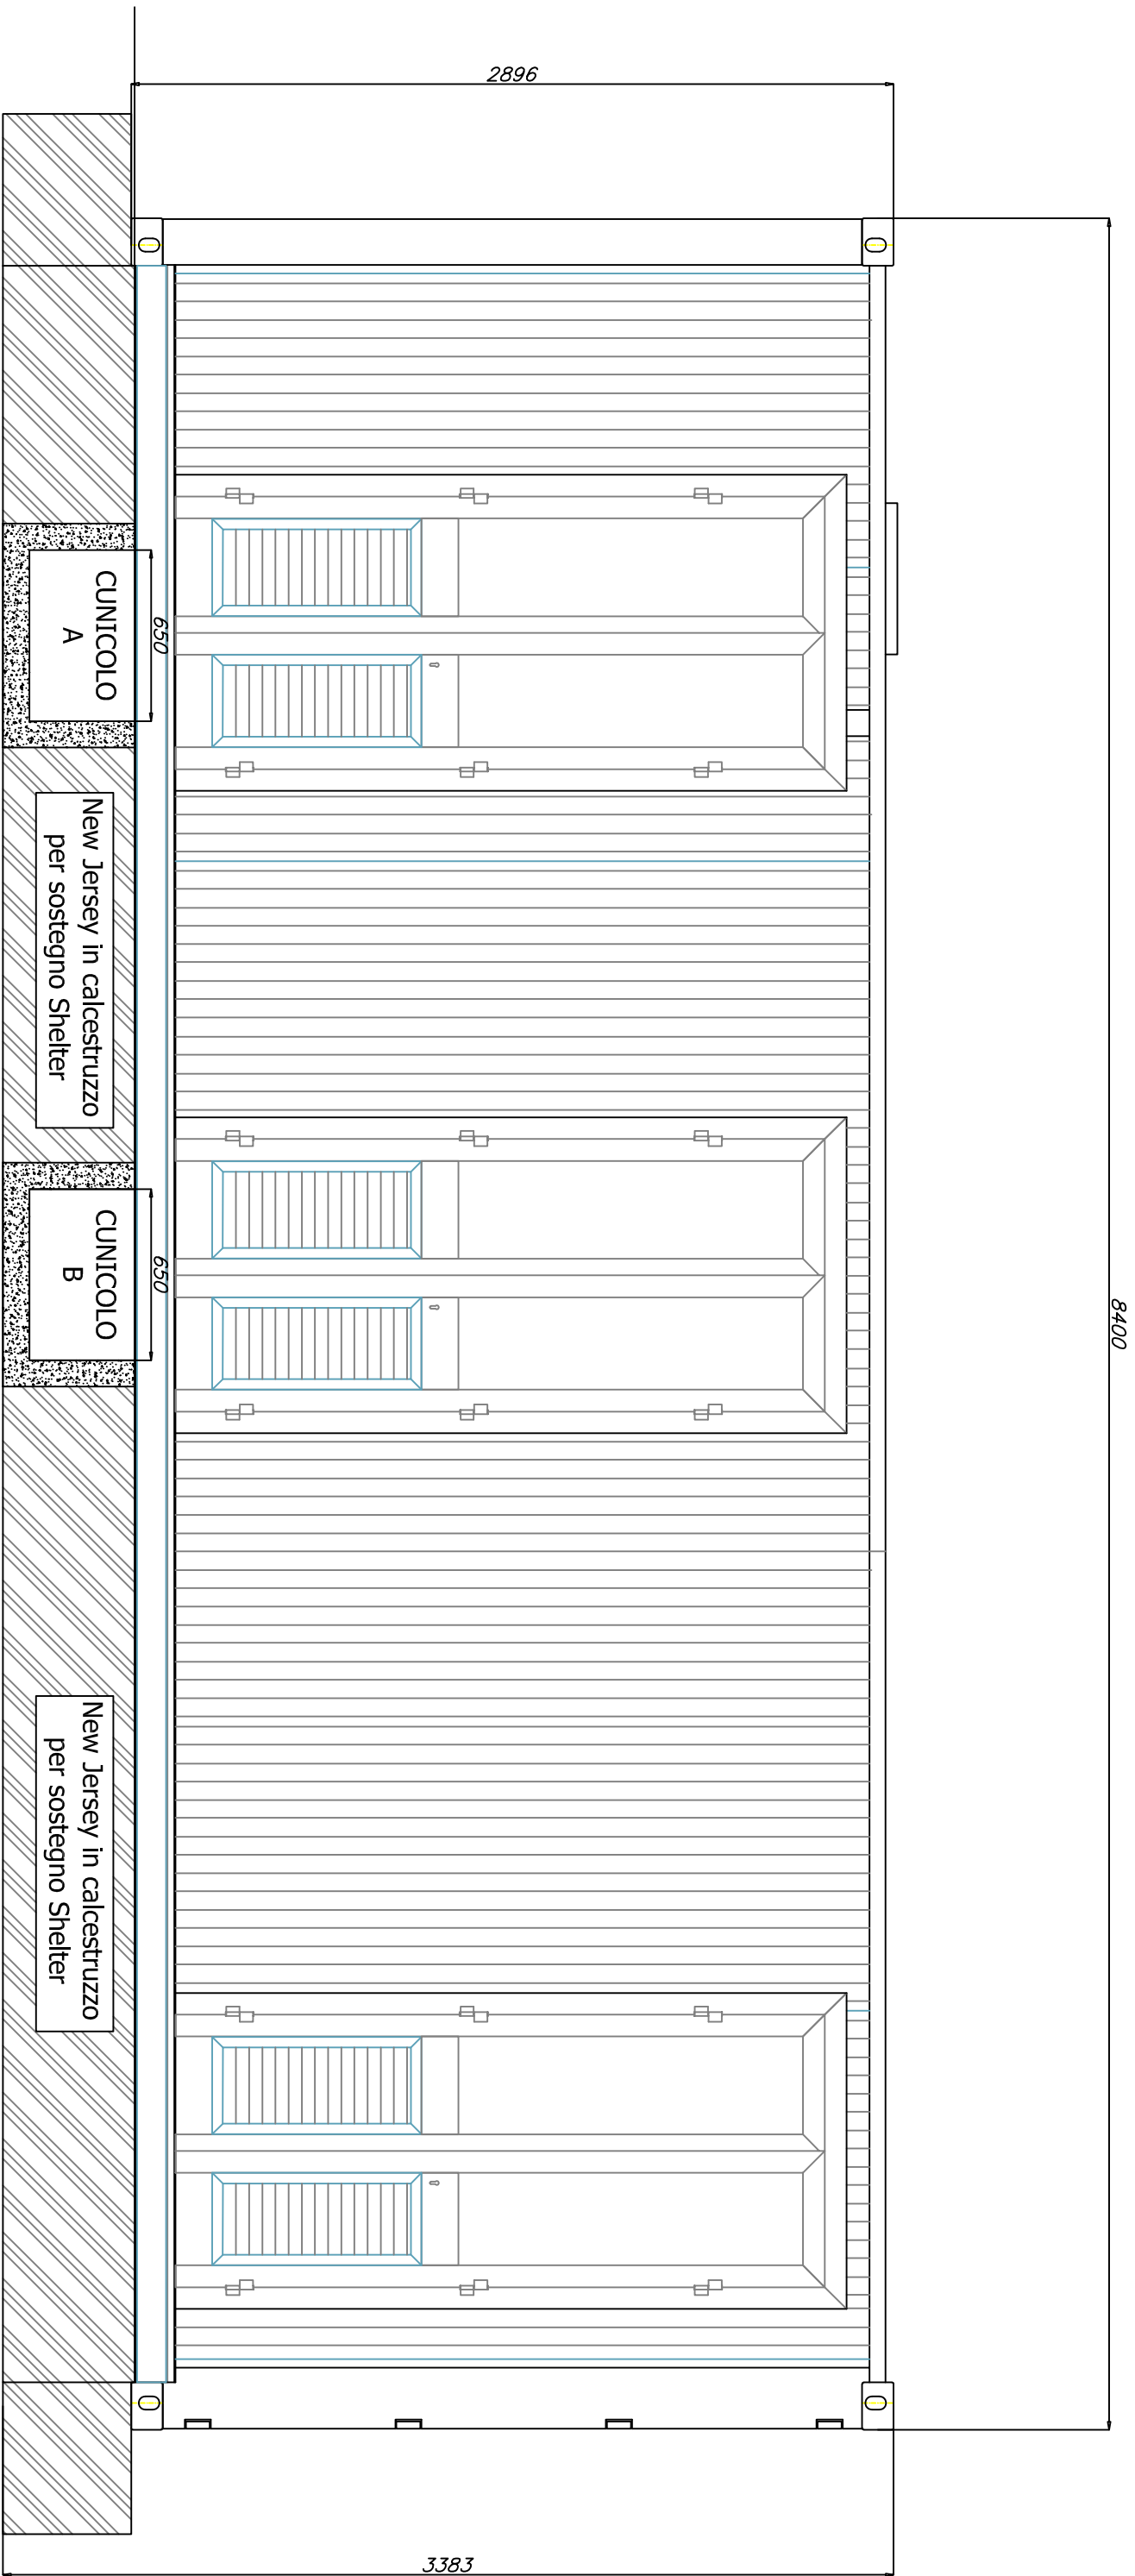 8400
2896
3383
650
CUNICOLO
A
New Jersey in calcestruzzo
per sostegno Shelter
650
CUNICOLO
B
New Jersey in calcestruzzo
per sostegno Shelter